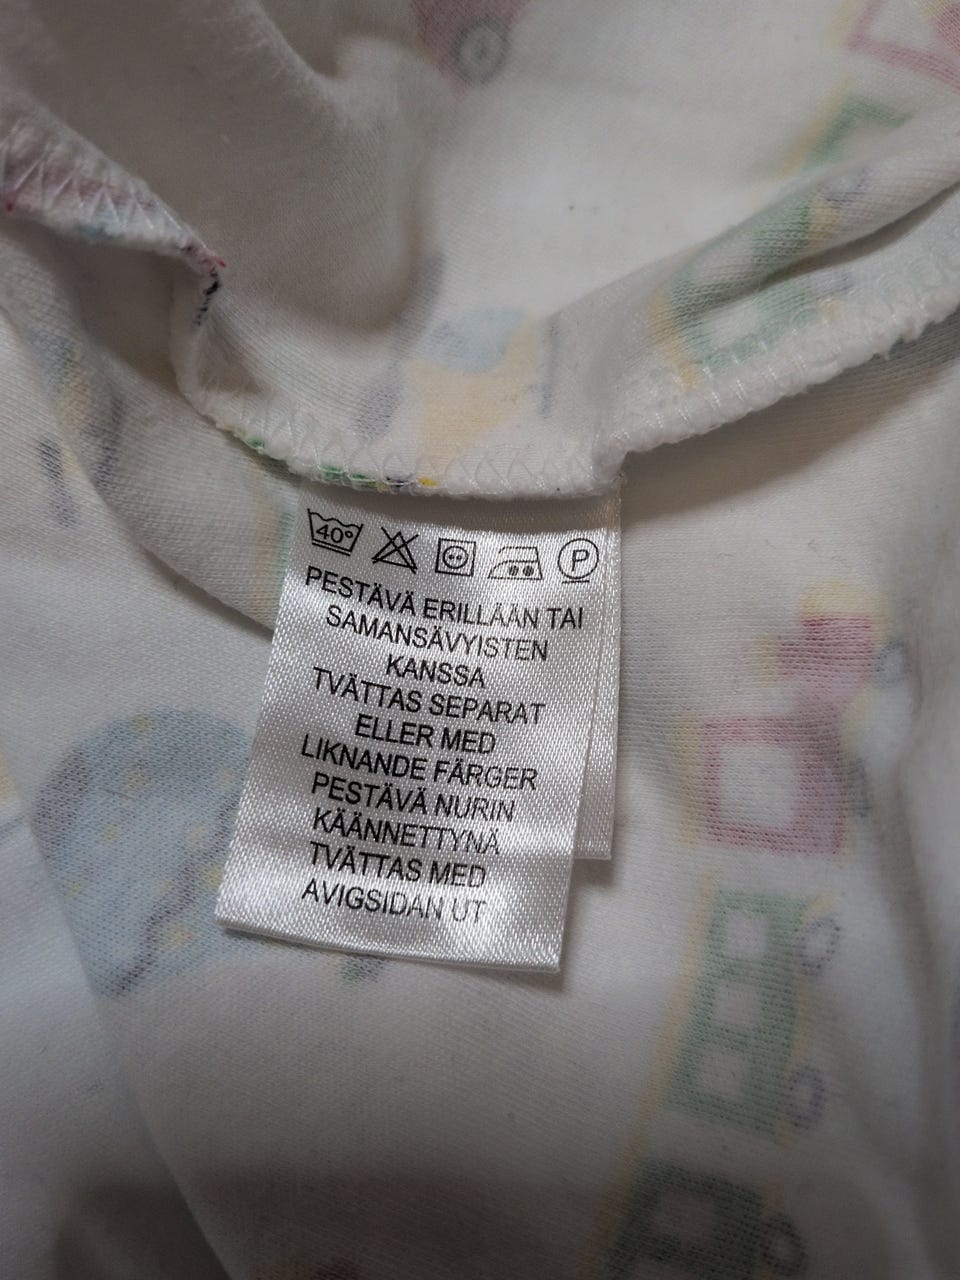 40°
P
PESTÄVÄ ERILLÄÄN TAI
SAMANSÄVYISTEN
KANSSA
TVÄTTAS SEPARAT
ELLER MED
LIKNANDE FÄRGER
PESTÄVÄ NURIN
KÄÄNNETTYNÄ
TVÄTTAS MED
AVIGSIDAN UT